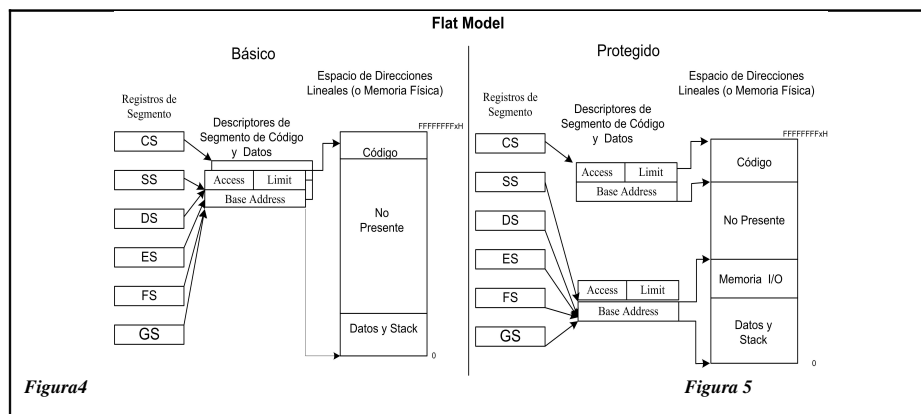 Flat Model
Básico
Espacio de Direcciones
Lineales (o Memoria Física)
Registros de
Segmento
Descriptores de
Segmento de Código
y Datos
FFFFFFFFxH
CS
SS
DS
ES
FS
GS
Access
Limit
Base Address
Código
No
Presente
Datos y Stack
0
Figura4
Protegido
Espacio de Direcciones
Lineales (o Memoria Física)
Registros de
Segmento
Descriptores de
Segmento de Código
y Datos
FFFFFFFFxH
CS
SS
DS
ES
FS
GS
Access
Limit
Base Address
Access
Limit
Base Address
Código
No Presente
Memoria I/O
Datos y
Stack
0
Figura 5